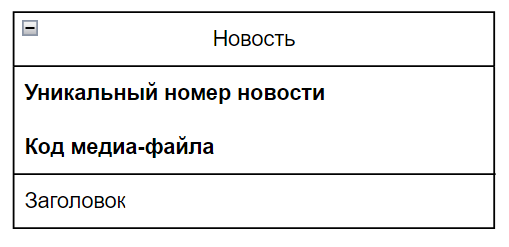 Новость
Уникальный номер новости
Код медиа-файла
Заголовок